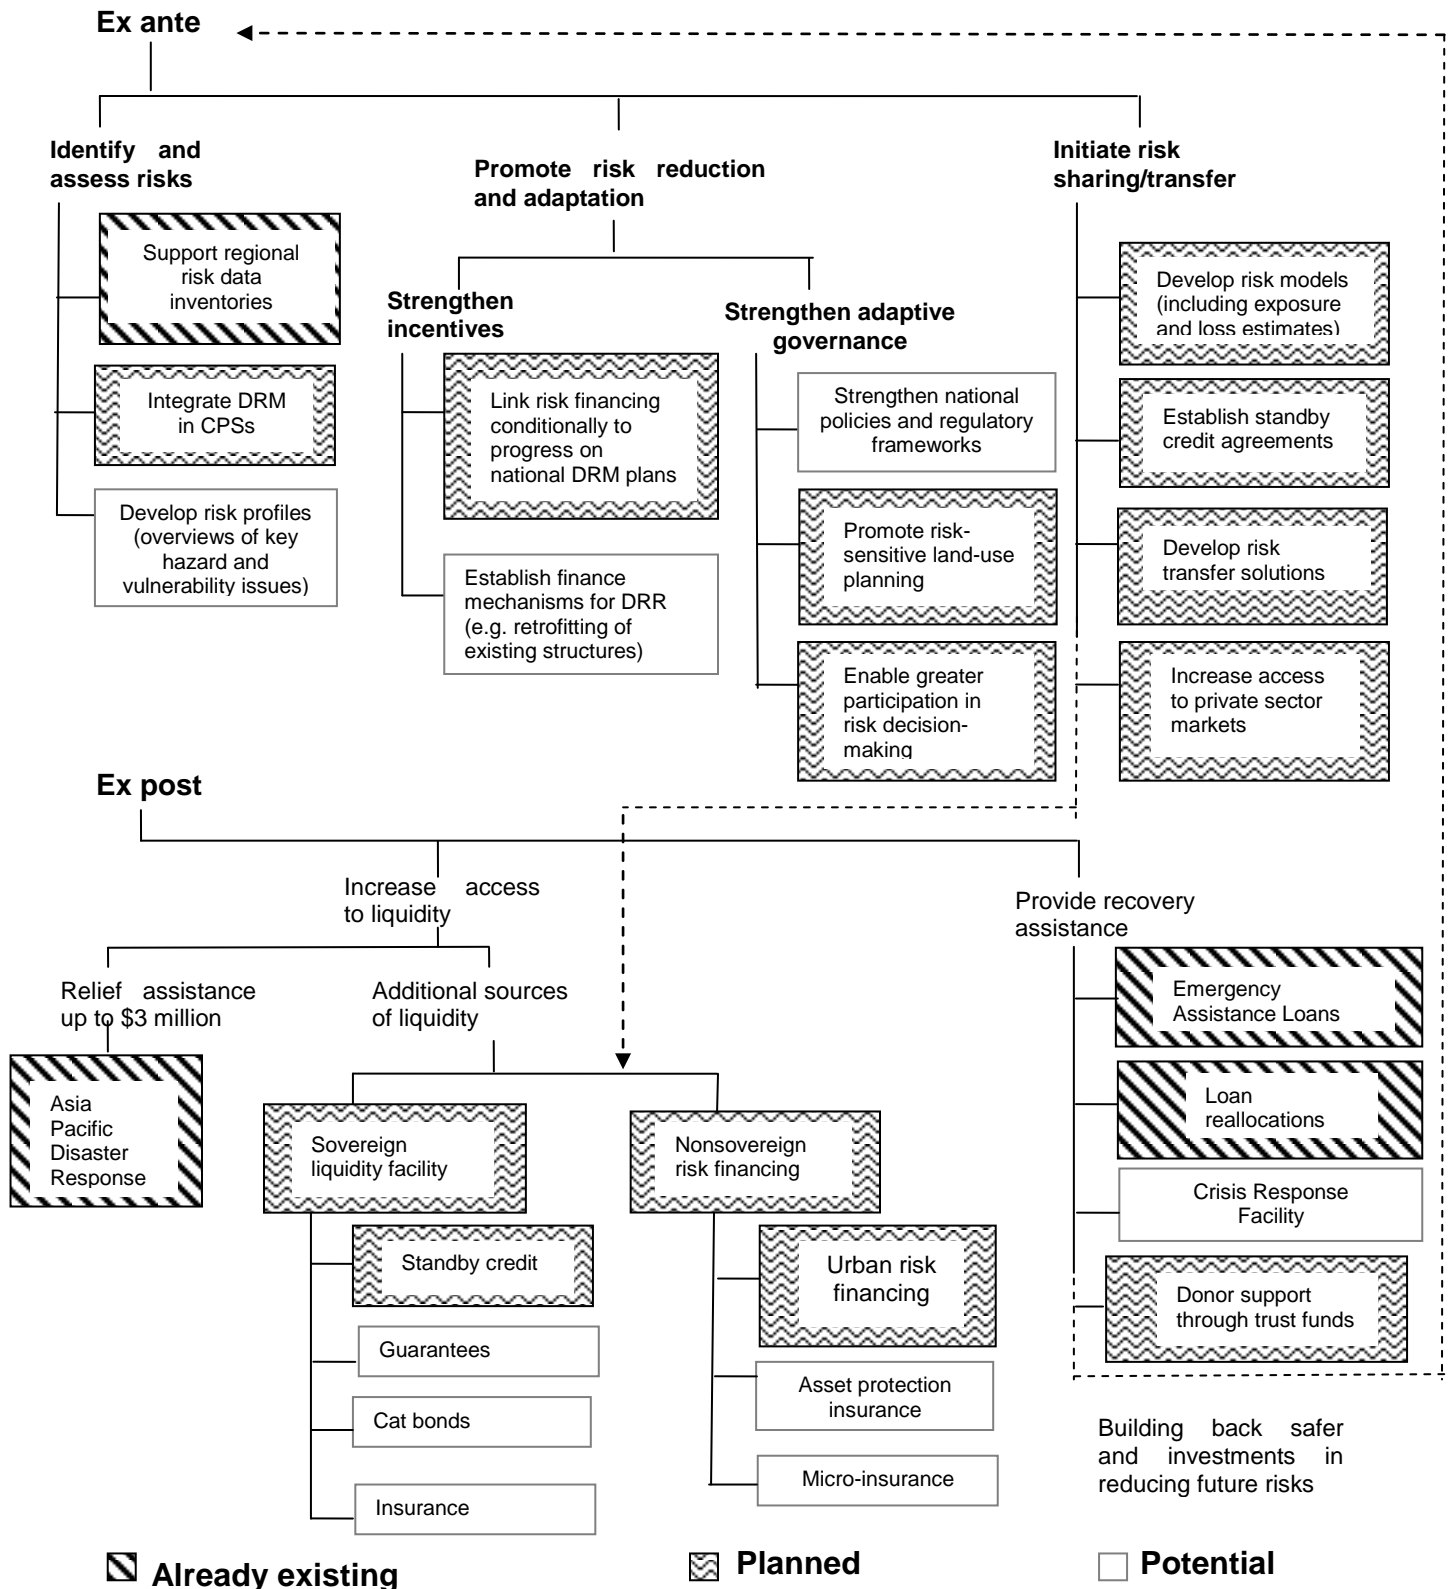 Ex ante
Identify and
assess risks
Support regional
risk data
inventories
Integrate DRM
in CPSs
Develop risk profiles
(overviews of key
hazard and
vulnerability issues)
Promote risk reduction
and adaptation
Strengthen
incentives
Link risk financing
conditionally to
progress on
national DRM plans
Establish finance
mechanisms for DRR
(e.g. retrofitting of
existing structures)
Strengthen adaptive
governance
Strengthen national
policies and regulatory
frameworks
Promote risk-
sensitive land-use
planning
Enable greater
participation in
risk decision-
making
Initiate risk
sharing/transfer
Develop risk models
(including exposure
and loss estimates)
Establish standby
credit agreements
Develop risk
transfer solutions
Increase access
to private sector
markets
Ex post
Increase access
to liquidity
Relief assistance
up to $3 million
Asia
Pacific
Disaster
Response
Additional sources
of liquidity
Sovereign
liquidity facility
Standby credit
Guarantees
Cat bonds
Insurance
Nonsovereign
risk financing
Urban risk
financing
Asset protection
insurance
Micro-insurance
Provide recovery
assistance
Emergency
Assistance Loans
Loan
reallocations
Crisis Response
Facility
Donor support
through trust funds
Building back safer
and investments in
reducing future risks
Already existing
Planned
Potential